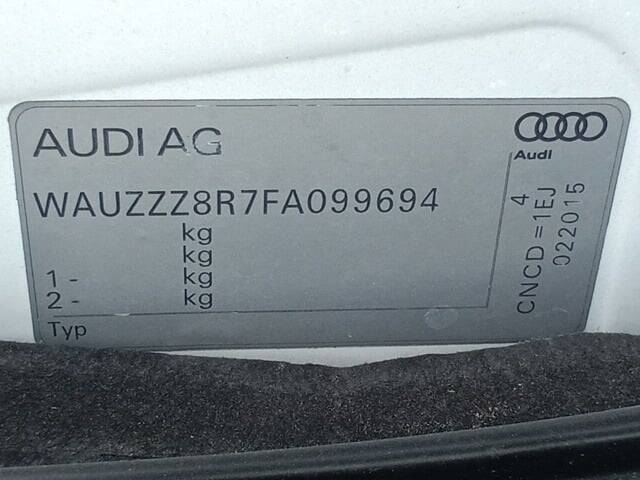 AUDI AG
Audi
WAUZZZ8R7FA099694
kg
kg
1 - kg
2 - kg
Typ
4
CNCD =1EJ
022015